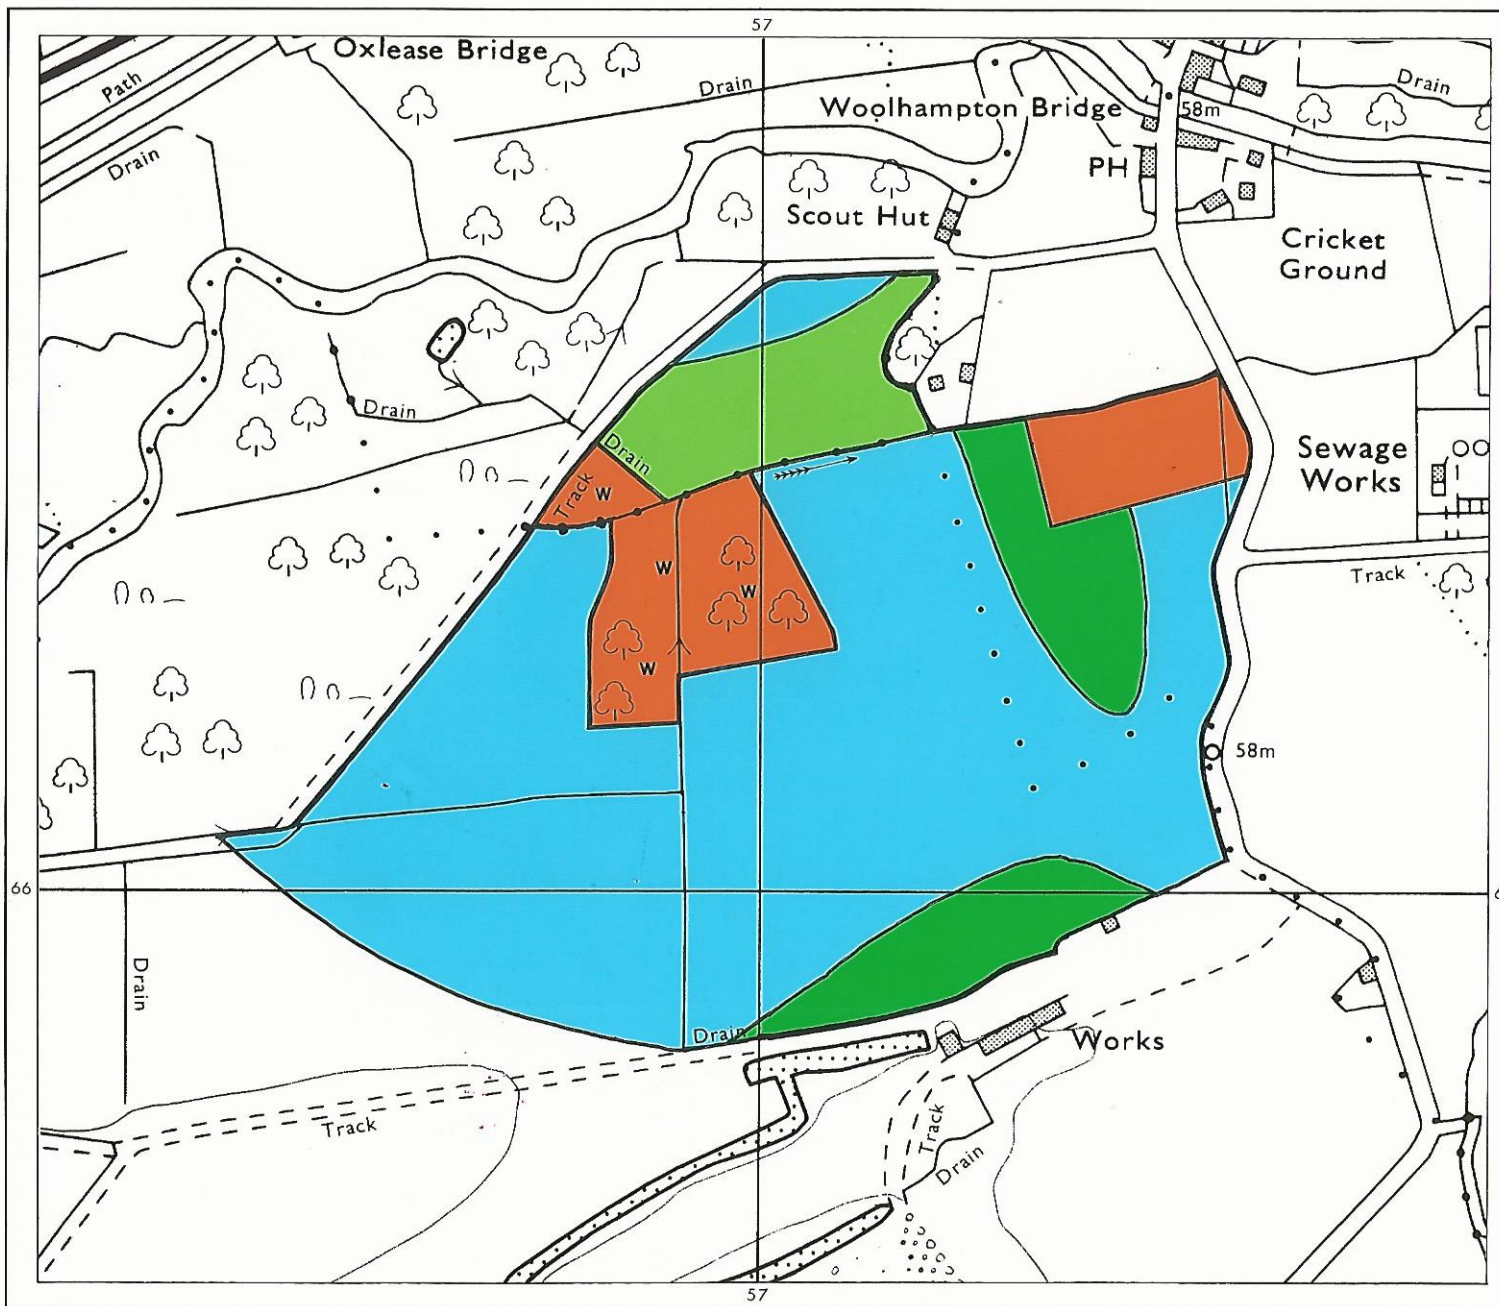 57
Oxlease Bridge
Path
Drain
Drain
Woolhampton Bridge
58m
Drain
PH
Scout Hut
Cricket
Ground
Drain
Drain
Track
W
Sewage
Works
W
W
W
Track
58m
66
Drain
Drain
Works
Track
Track
Drain
57